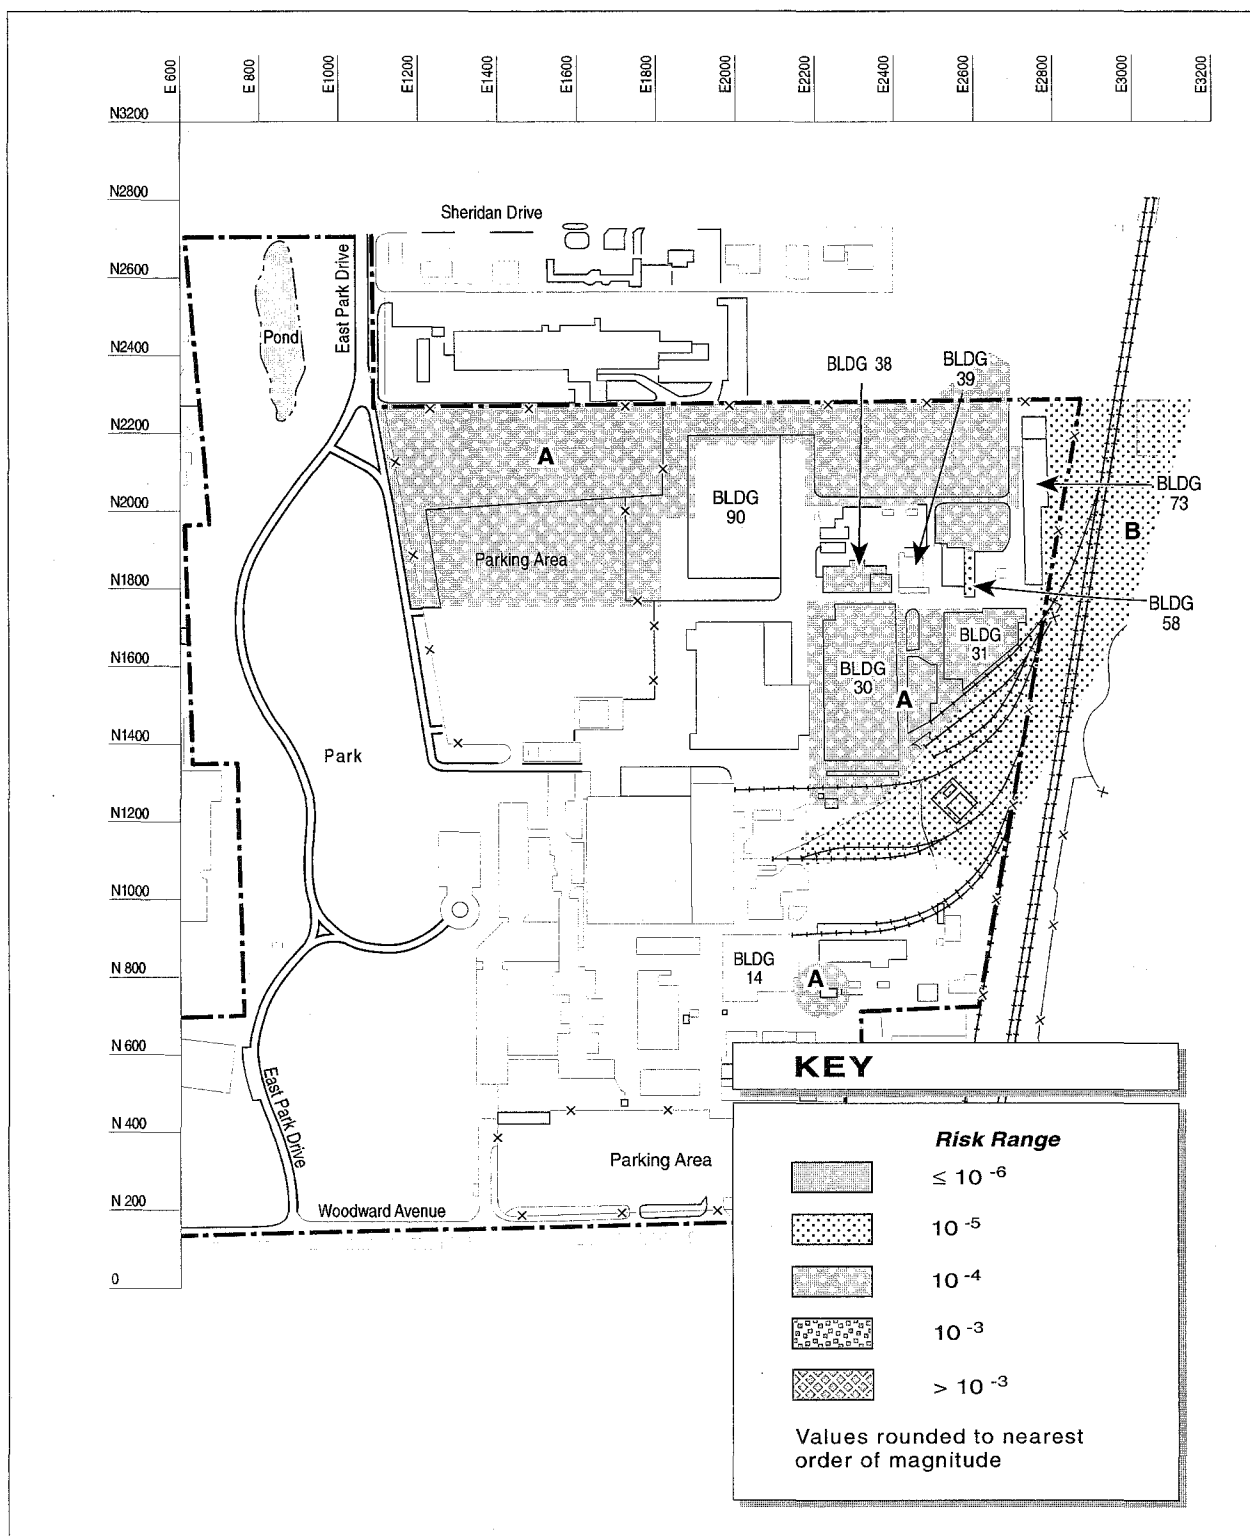 E 600
E 800
E1000
E1200
E1400
E1600
E1800
E2000
E2200
E2400
E2600
E2800
E3000
E3200
N3200
N2800
N2600
N2400
N2200
N2000
N1800
N1600
N1400
N1200
N1000
N 800
N 600
N 400
N 200
0
Sheridan Drive
East Park Drive
Pond
BLDG 38
BLDG
39
A
BLDG
90
BLDG
73
B
Parking Area
BLDG
58
BLDG
31
BLDG
30
A
Park
BLDG
14
A
East Park Drive
Parking Area
Woodward Avenue
KEY
Risk Range
≤ 10 -6
10 -5
10 -4
10 -3
> 10 -3
Values rounded to nearest
order of magnitude